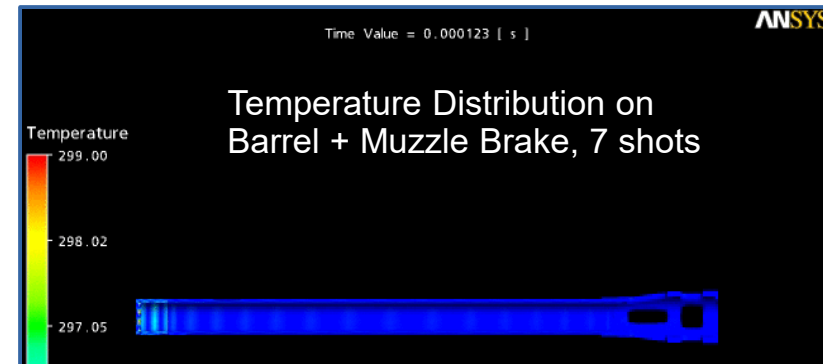 Time Value = 0.000123 [ s ]
ANSYS
Temperature Distribution on
Barrel + Muzzle Brake, 7 shots
Temperature
299.00
298.02
297.05